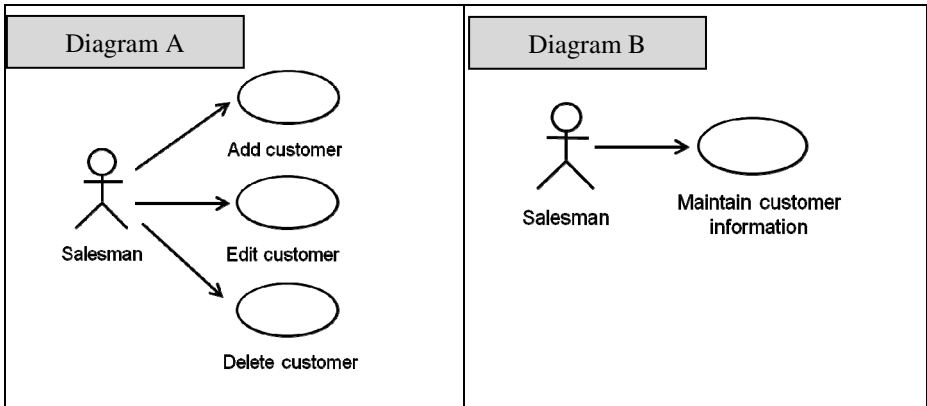 Diagram A
Add customer
Salesman
Edit customer
Delete customer
Diagram B
Salesman
Maintain customer
information